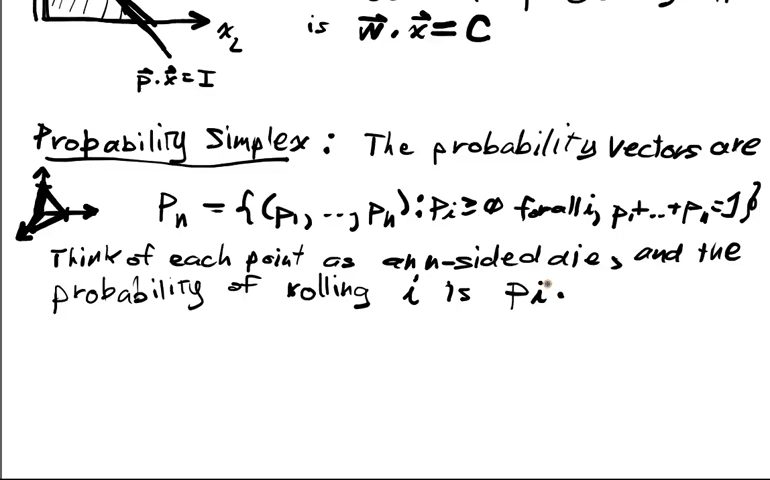 x₂
is w⃗.x⃗=C
p⃗.x⃗=I
Probability Simplex: The probability vectors are
Pₙ = {(p₁, .., pₙ): pᵢ≥0 for all i, p₁+..+pₙ=1}
Think of each point as an n-sided die, and the
probability of rolling i is pᵢ.